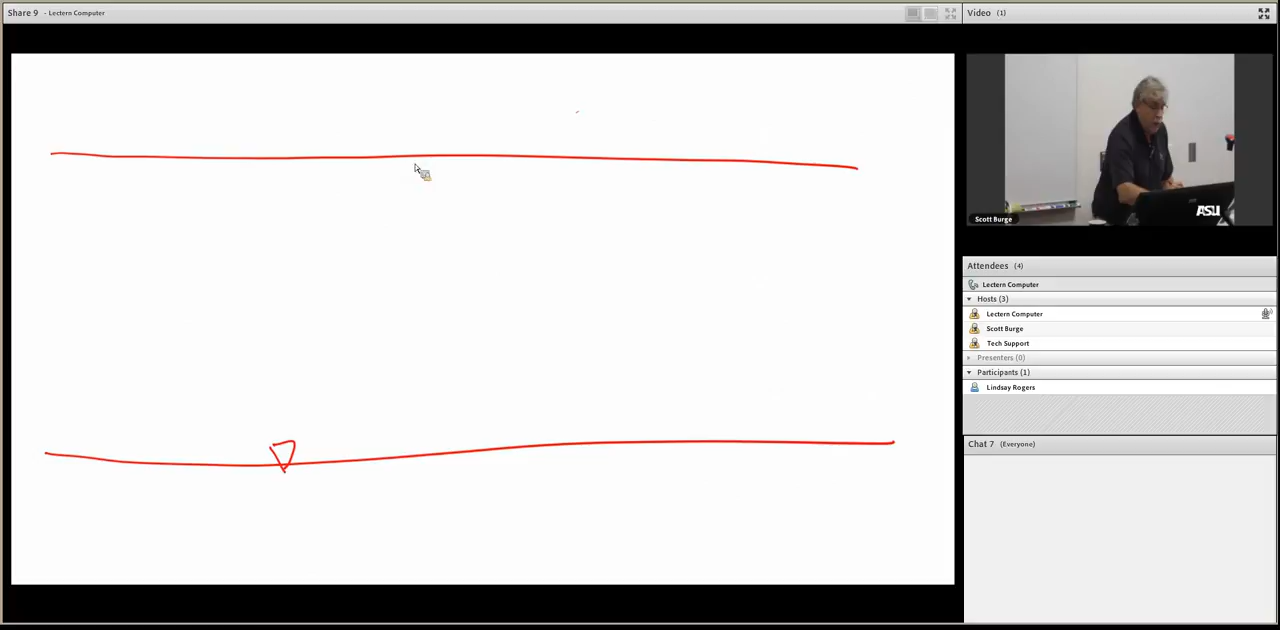 Share 9 - Lectern Computer
Video (1)
ASU
Scott Burge
Attendees (4)
Lectern Computer
Hosts (3)
Lectern Computer
Scott Burge
Tech Support
Presenters (0)
Participants (1)
Lindsay Rogers
Chat 7 (Everyone)